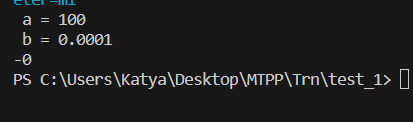 a = 100
b = 0.0001
-0
PS C:\Users\Katya\Desktop\MTPP\Trn\test_1>